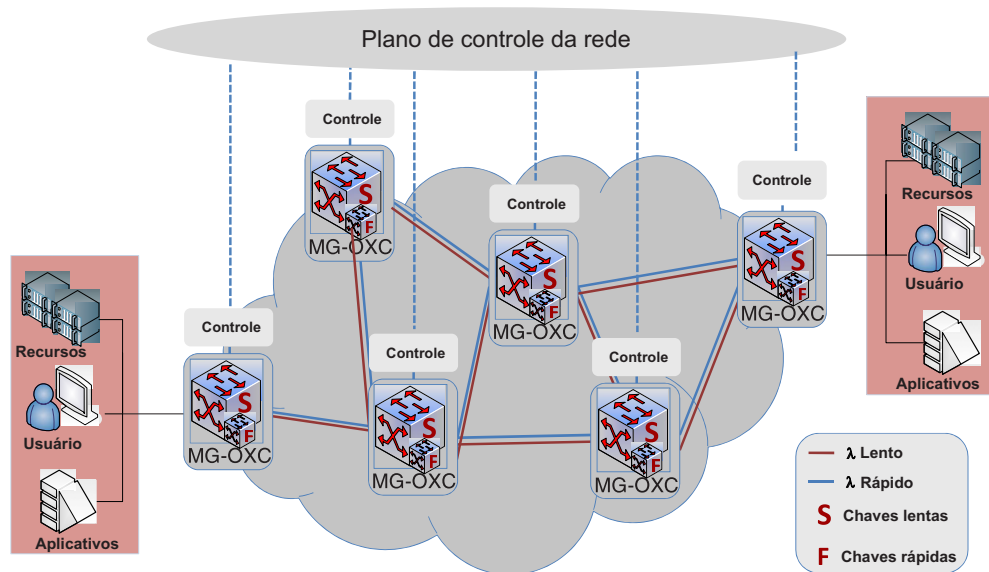 Plano de controle da rede
Controle
MG-OXC
S
F
Controle
MG-OXC
S
F
Controle
MG-OXC
S
F
Controle
MG-OXC
S
F
Controle
MG-OXC
S
F
Controle
MG-OXC
S
F
Recursos
Usuário
Aplicativos
Recursos
Usuário
Aplicativos
λ Lento
λ Rápido
S Chaves lentas
F Chaves rápidas